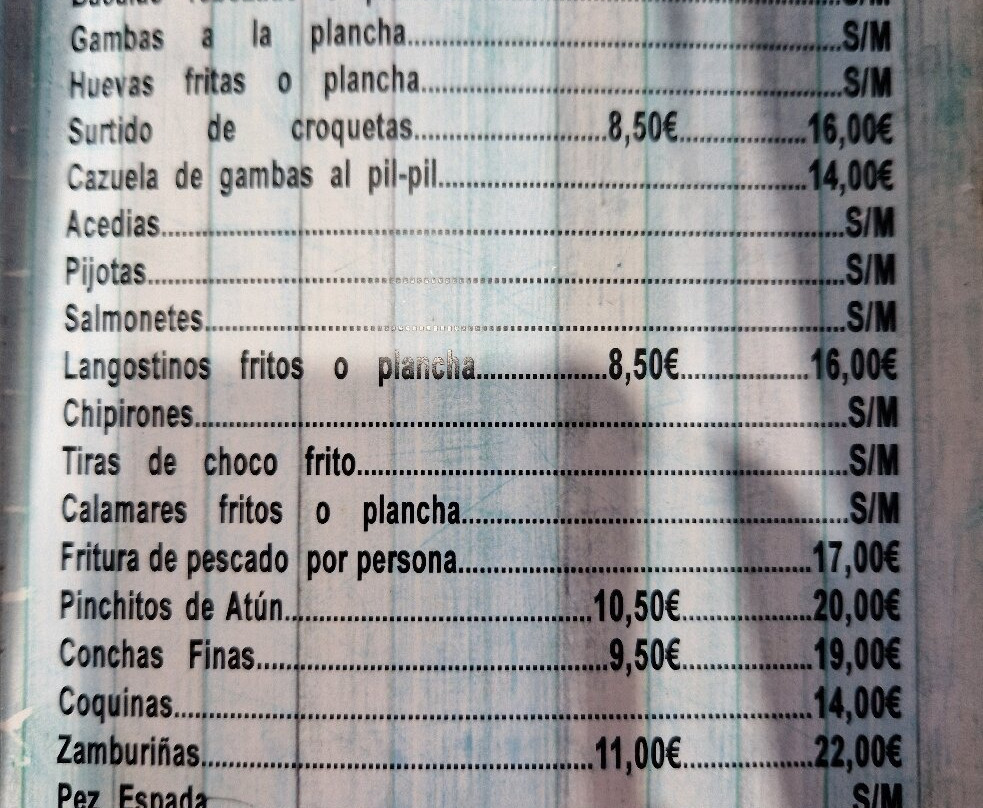 Gambas a la plancha....................S/M
Huevas fritas o plancha....................S/M
Surtido de croquetas..........8,50€..........16,00€
Cazuela de gambas al pil-pil....................14,00€
Acedias....................S/M
Pijotas....................S/M
Salmonetes....................S/M
Langostinos fritos o plancha..........8,50€..........16,00€
Chipirones....................S/M
Tiras de choco frito....................S/M
Calamares fritos o plancha....................S/M
Fritura de pescado por persona....................17,00€
Pinchitos de Atún..........10,50€..........20,00€
Conchas Finas..........9,50€..........19,00€
Coquinas....................14,00€
Zamburiñas..........11,00€..........22,00€
Pez Espada S/M